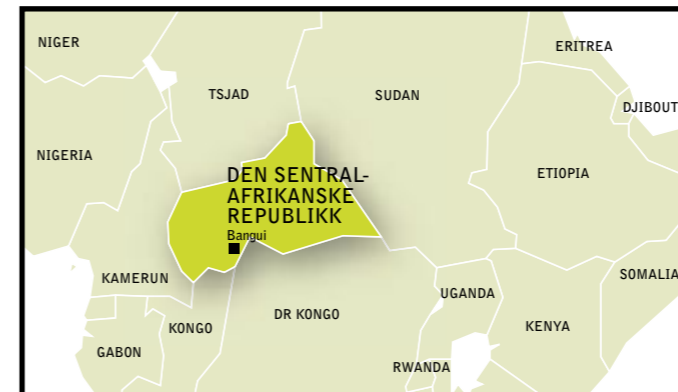 NIGER
ERITREA
TSJAD
SUDAN
DJIBOUT
NIGERIA
ETIOPIA
DEN SENTRAL-
AFRIKANSKE
REPUBLIKK
Bangui
KAMERUN
SOMALIA
UGANDA
KONGO
DR KONGO
KENYA
GABON
RWANDA